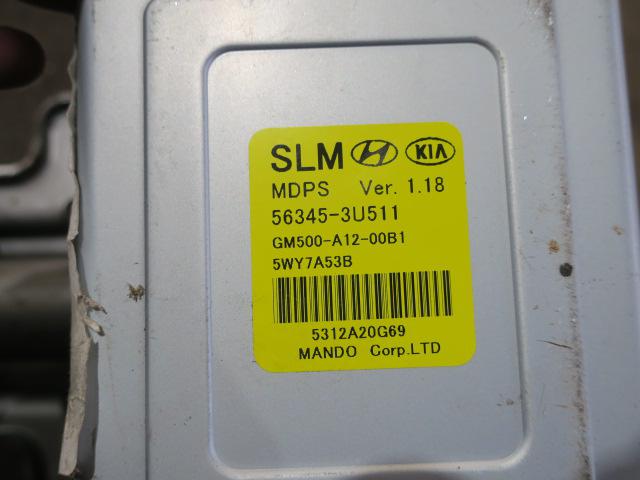 SLM KIA
MDPS Ver. 1.18
56345-3U511
GM500-A12-00B1
5WY7A53B
5312A20G69
MANDO Corp.LTD